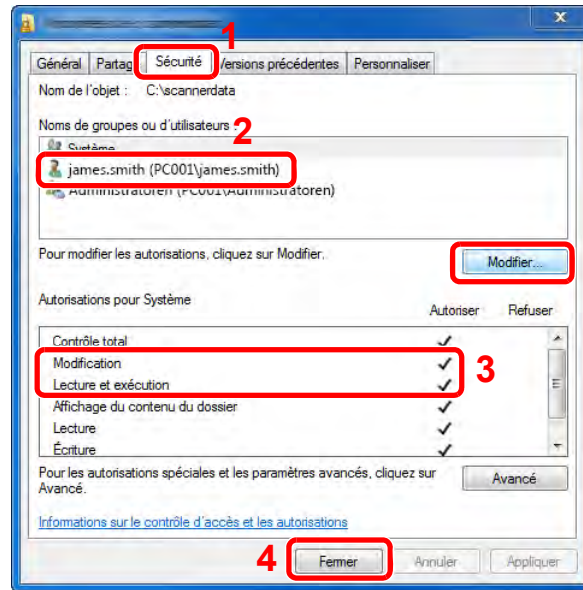 1
Général Partag Sécurité Versions précédentes Personnaliser
Nom de l'objet : C:\scannerdata
Noms de groupes ou d'utilisateurs :
2
Système
james.smith (PC001\james.smith)
Administratoren (PC001\Administratoren)
Pour modifier les autorisations, cliquez sur Modifier.
Modifier...
Autorisations pour Système
Autoriser Refuser
Contrôle total
Modification
3
Lecture et exécution
Affichage du contenu du dossier
Lecture
Écriture
Pour les autorisations spéciales et les paramètres avancés, cliquez sur
Avancé.
Avancé
Informations sur le contrôle d'accès et les autorisations
4
Fermer Annuler Appliquer